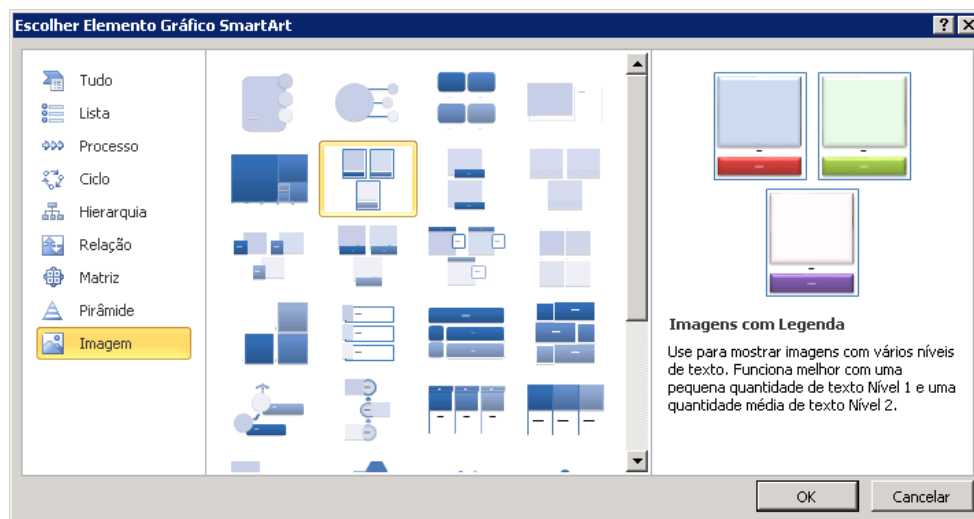 Escolher Elemento Gráfico SmartArt
Tudo
Lista
Processo
Ciclo
Hierarquia
Relação
Matriz
Pirâmide
Imagem
Imagens com Legenda
Use para mostrar imagens com vários níveis
de texto. Funciona melhor com uma
pequena quantidade de texto Nível 1 e uma
quantidade média de texto Nível 2.
OK
Cancelar